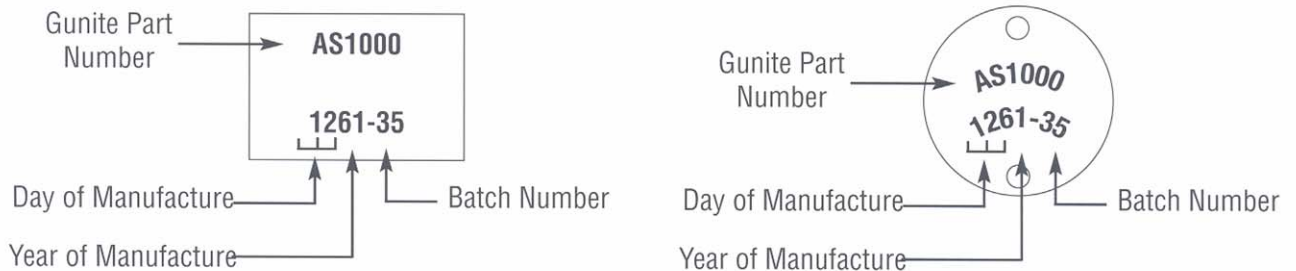 Gunite Part
Number
AS1000
1261-35
Day of Manufacture
Batch Number
Year of Manufacture
Gunite Part
Number
AS1000
1261-35
Day of Manufacture
Batch Number
Year of Manufacture